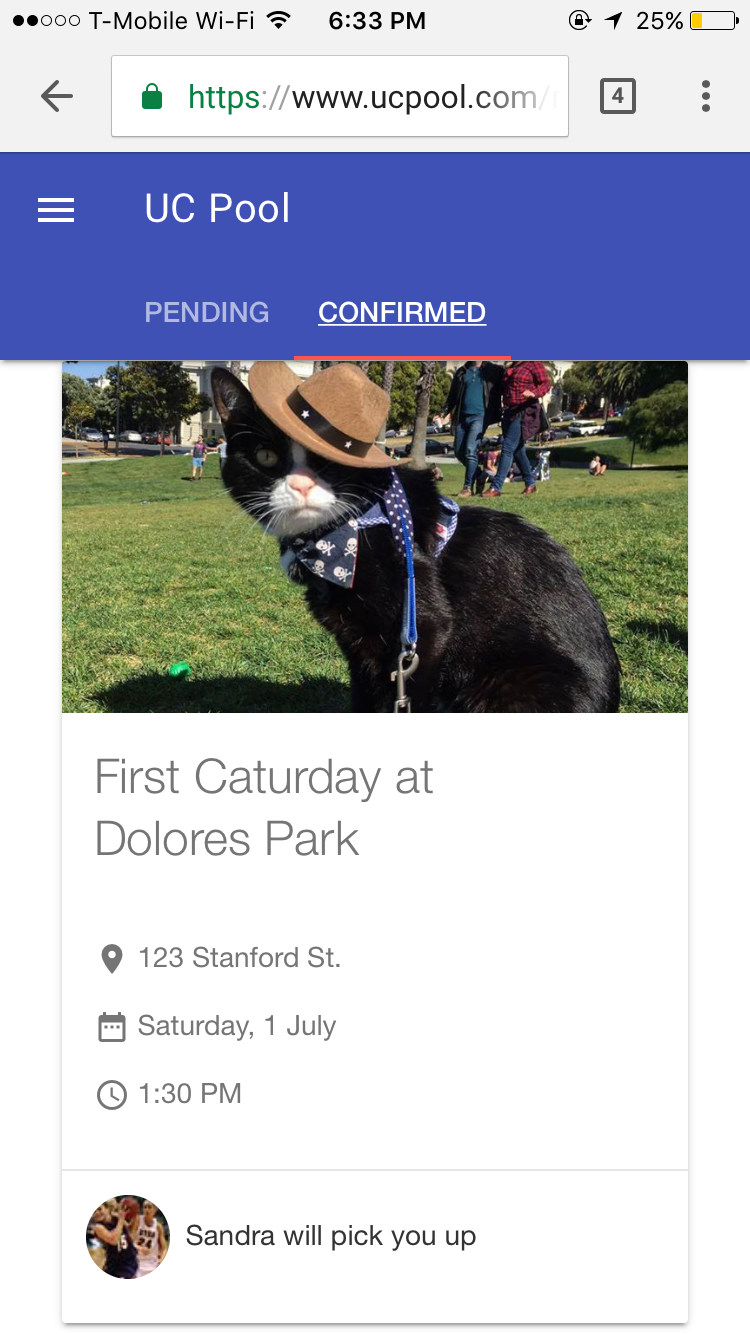 T-Mobile Wi-Fi 6:33 PM 25%
https://www.ucpool.com/
4
UC Pool
PENDING CONFIRMED
First Caturday at
Dolores Park
123 Stanford St.
Saturday, 1 July
1:30 PM
Sandra will pick you up